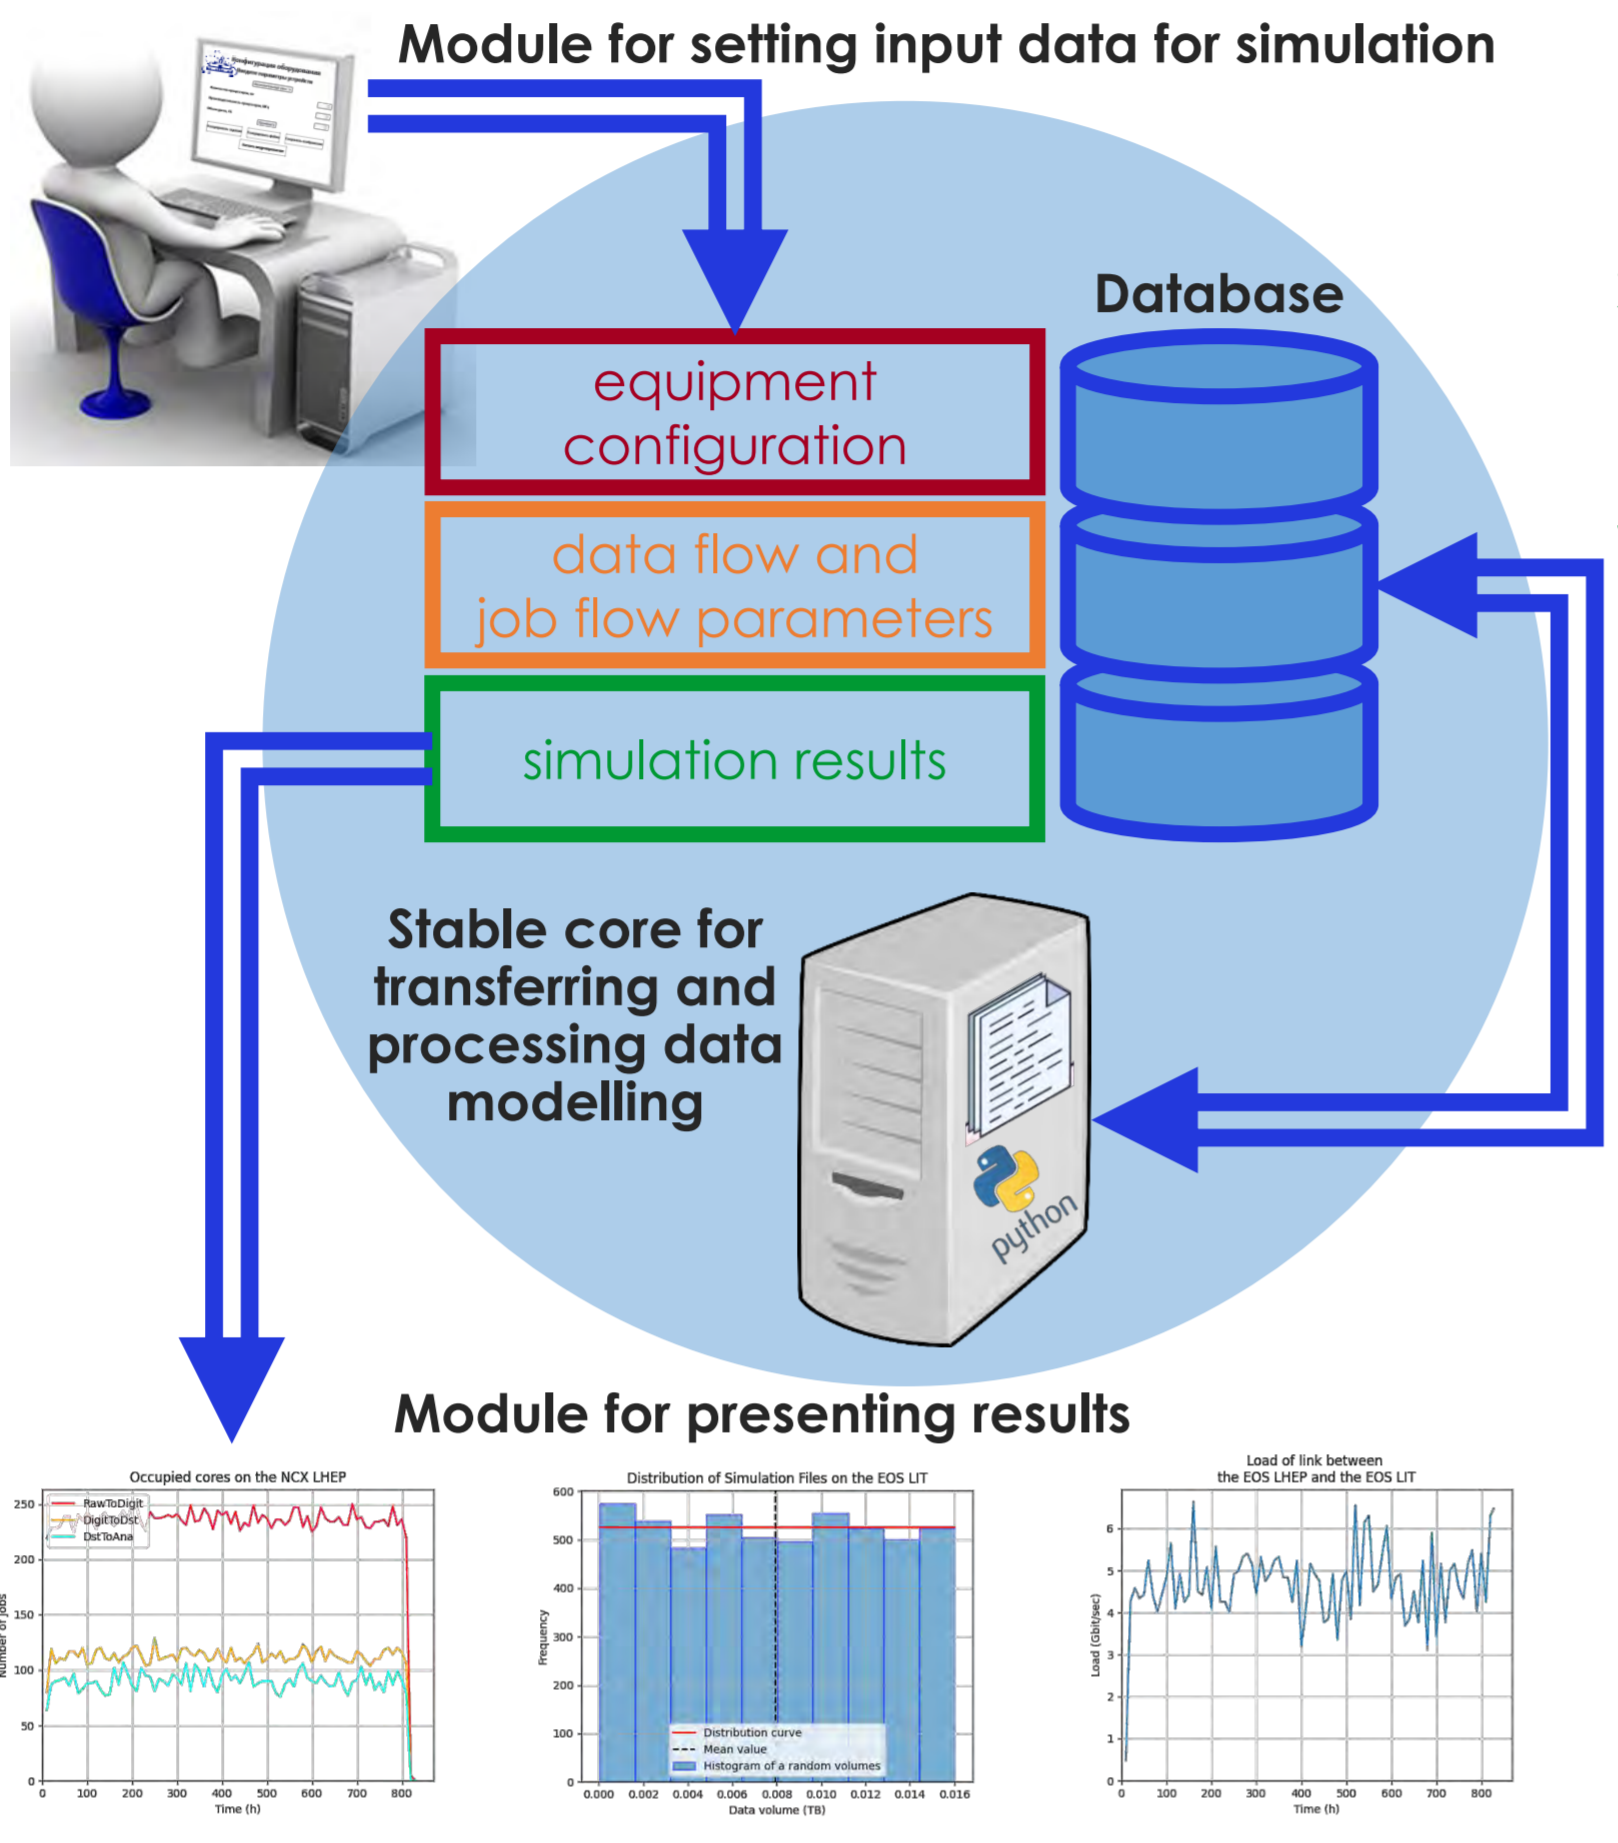 Module for setting input data for simulation
Конфигурация оборудования
Database
equipment
configuration
data flow and
job flow parameters
simulation results
Stable core for
transferring and
processing data
modelling
python
Module for presenting results
Occupied cores on the NCX LHEP
RawToDigit
DigitToDst
DstToAna
Number of jobs
250
200
150
100
50
0
0 100 200 300 400 500 600 700 800
Time (h)
Distribution of Simulation Files on the EOS LIT
Frequency
600
500
400
300
200
100
0
Distribution curve
Mean value
Histogram of a random volumes
0.000 0.002 0.004 0.006 0.008 0.010 0.012 0.014 0.016
Data volume (TB)
Load of link between
the EOS LHEP and the EOS LIT
Load (Gbit/sec)
6
5
4
3
2
1
0
0 100 200 300 400 500 600 700 800
Time (h)